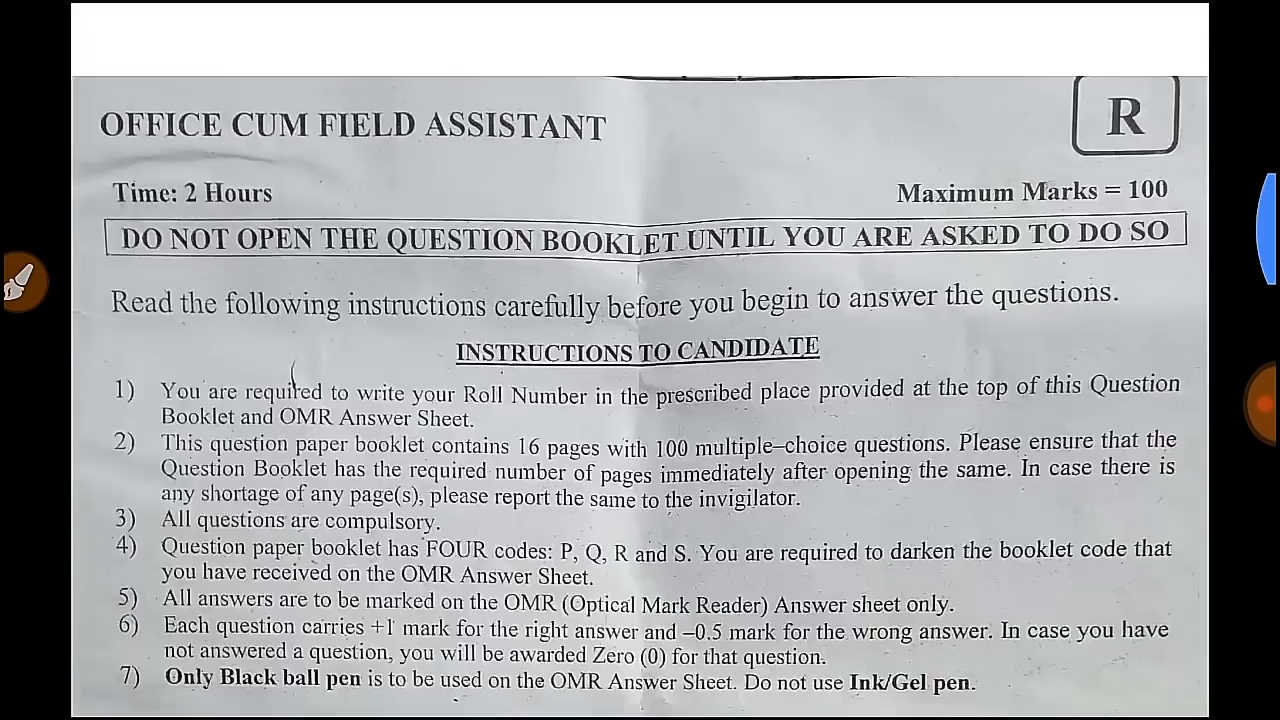 OFFICE CUM FIELD ASSISTANT
R
Time: 2 Hours
Maximum Marks = 100
DO NOT OPEN THE QUESTION BOOKLET UNTIL YOU ARE ASKED TO DO SO
Read the following instructions carefully before you begin to answer the questions.
INSTRUCTIONS TO CANDIDATE
1) You are required to write your Roll Number in the prescribed place provided at the top of this Question
Booklet and OMR Answer Sheet.
2) This question paper booklet contains 16 pages with 100 multiple–choice questions. Please ensure that the
Question Booklet has the required number of pages immediately after opening the same. In case there is
any shortage of any page(s), please report the same to the invigilator.
3) All questions are compulsory.
4) Question paper booklet has FOUR codes: P, Q, R and S. You are required to darken the booklet code that
you have received on the OMR Answer Sheet.
5) All answers are to be marked on the OMR (Optical Mark Reader) Answer sheet only.
6) Each question carries +1 mark for the right answer and –0.5 mark for the wrong answer. In case you have
not answered a question, you will be awarded Zero (0) for that question.
7) Only Black ball pen is to be used on the OMR Answer Sheet. Do not use Ink/Gel pen.